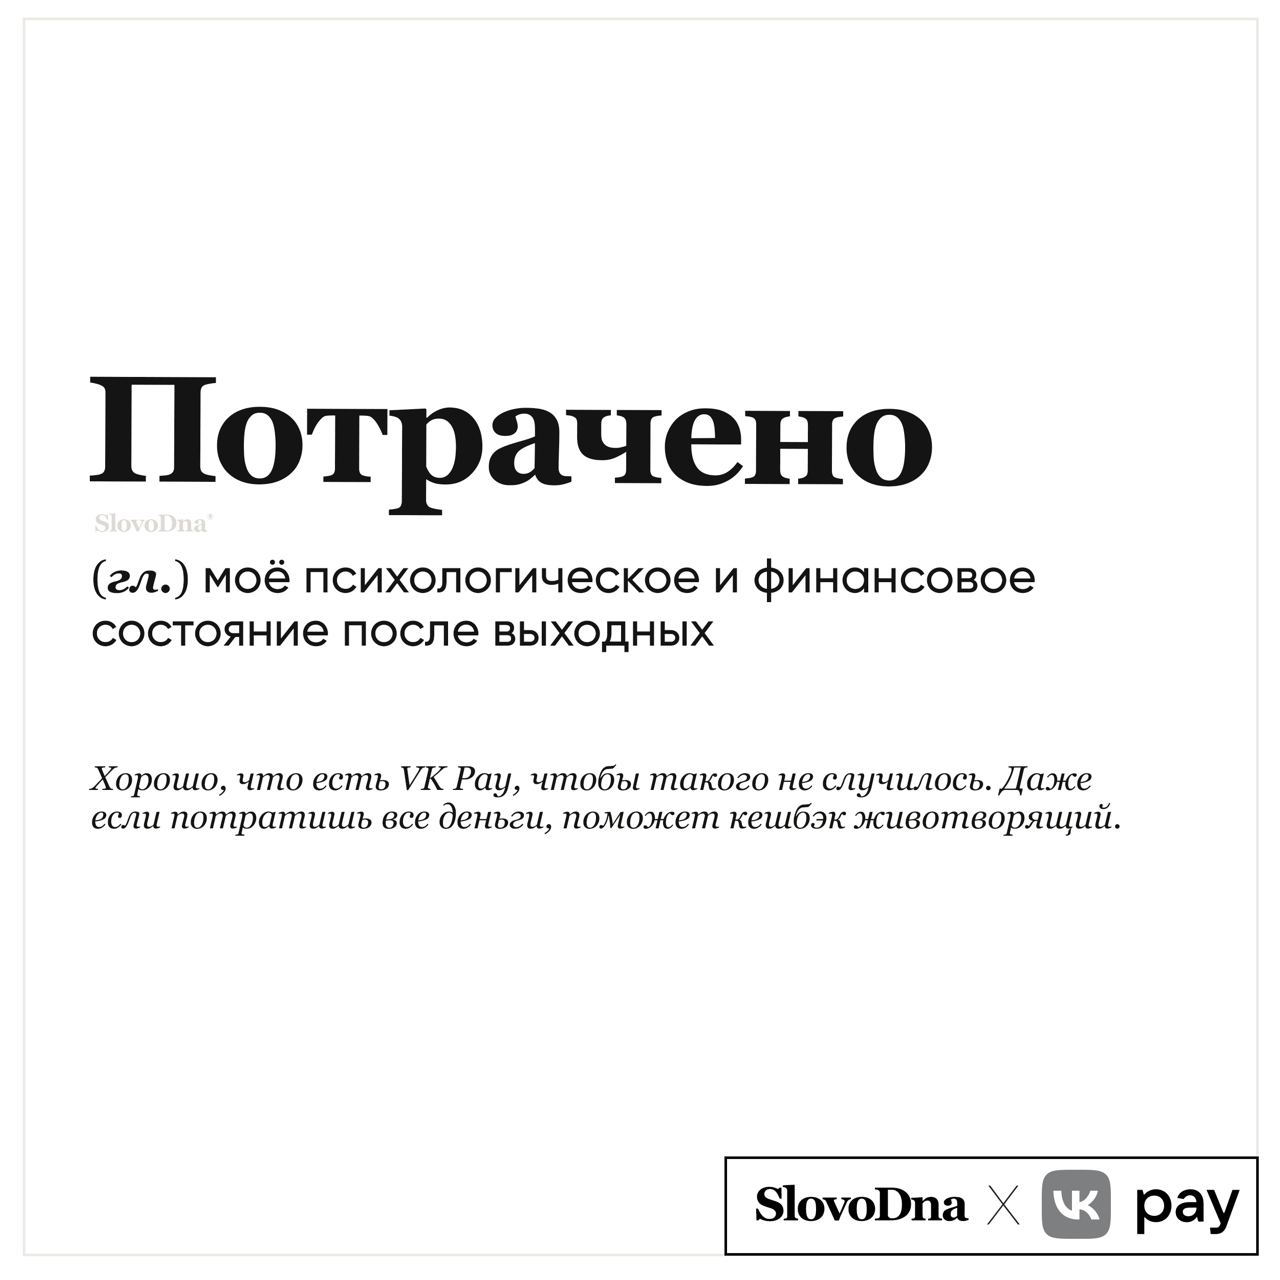 Потрачено
SlovoDna®
(гл.) моё психологическое и финансовое
состояние после выходных
Хорошо, что есть VK Pay, чтобы такого не случилось. Даже
если потратишь все деньги, поможет кешбэк животворящий.
SlovoDna X VK pay